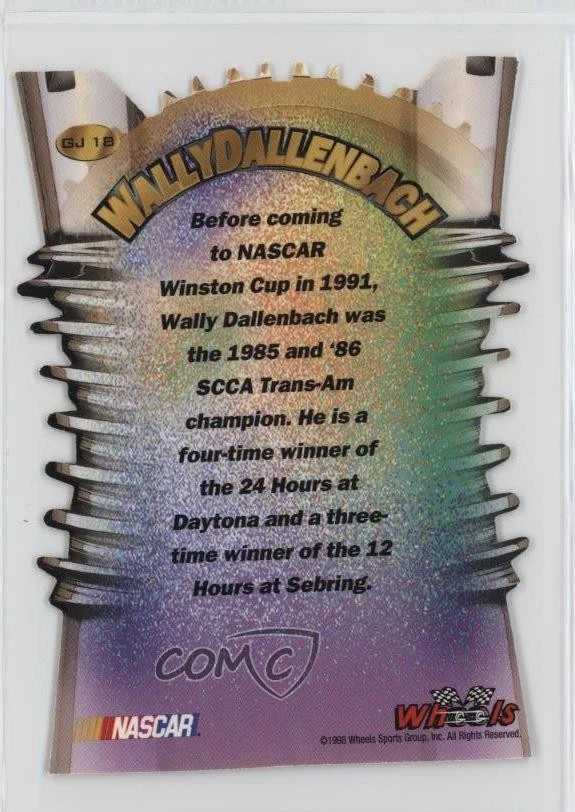 GJ 18
WALLY DALLENBACH
Before coming
to NASCAR
Winston Cup in 1991,
Wally Dallenbach was
the 1985 and '86
SCCA Trans-Am
champion. He is a
four-time winner of
the 24 Hours at
Daytona and a three-
time winner of the 12
Hours at Sebring.
COMC
NASCAR
Wheels
©1998 Wheels Sports Group, Inc. All Rights Reserved.